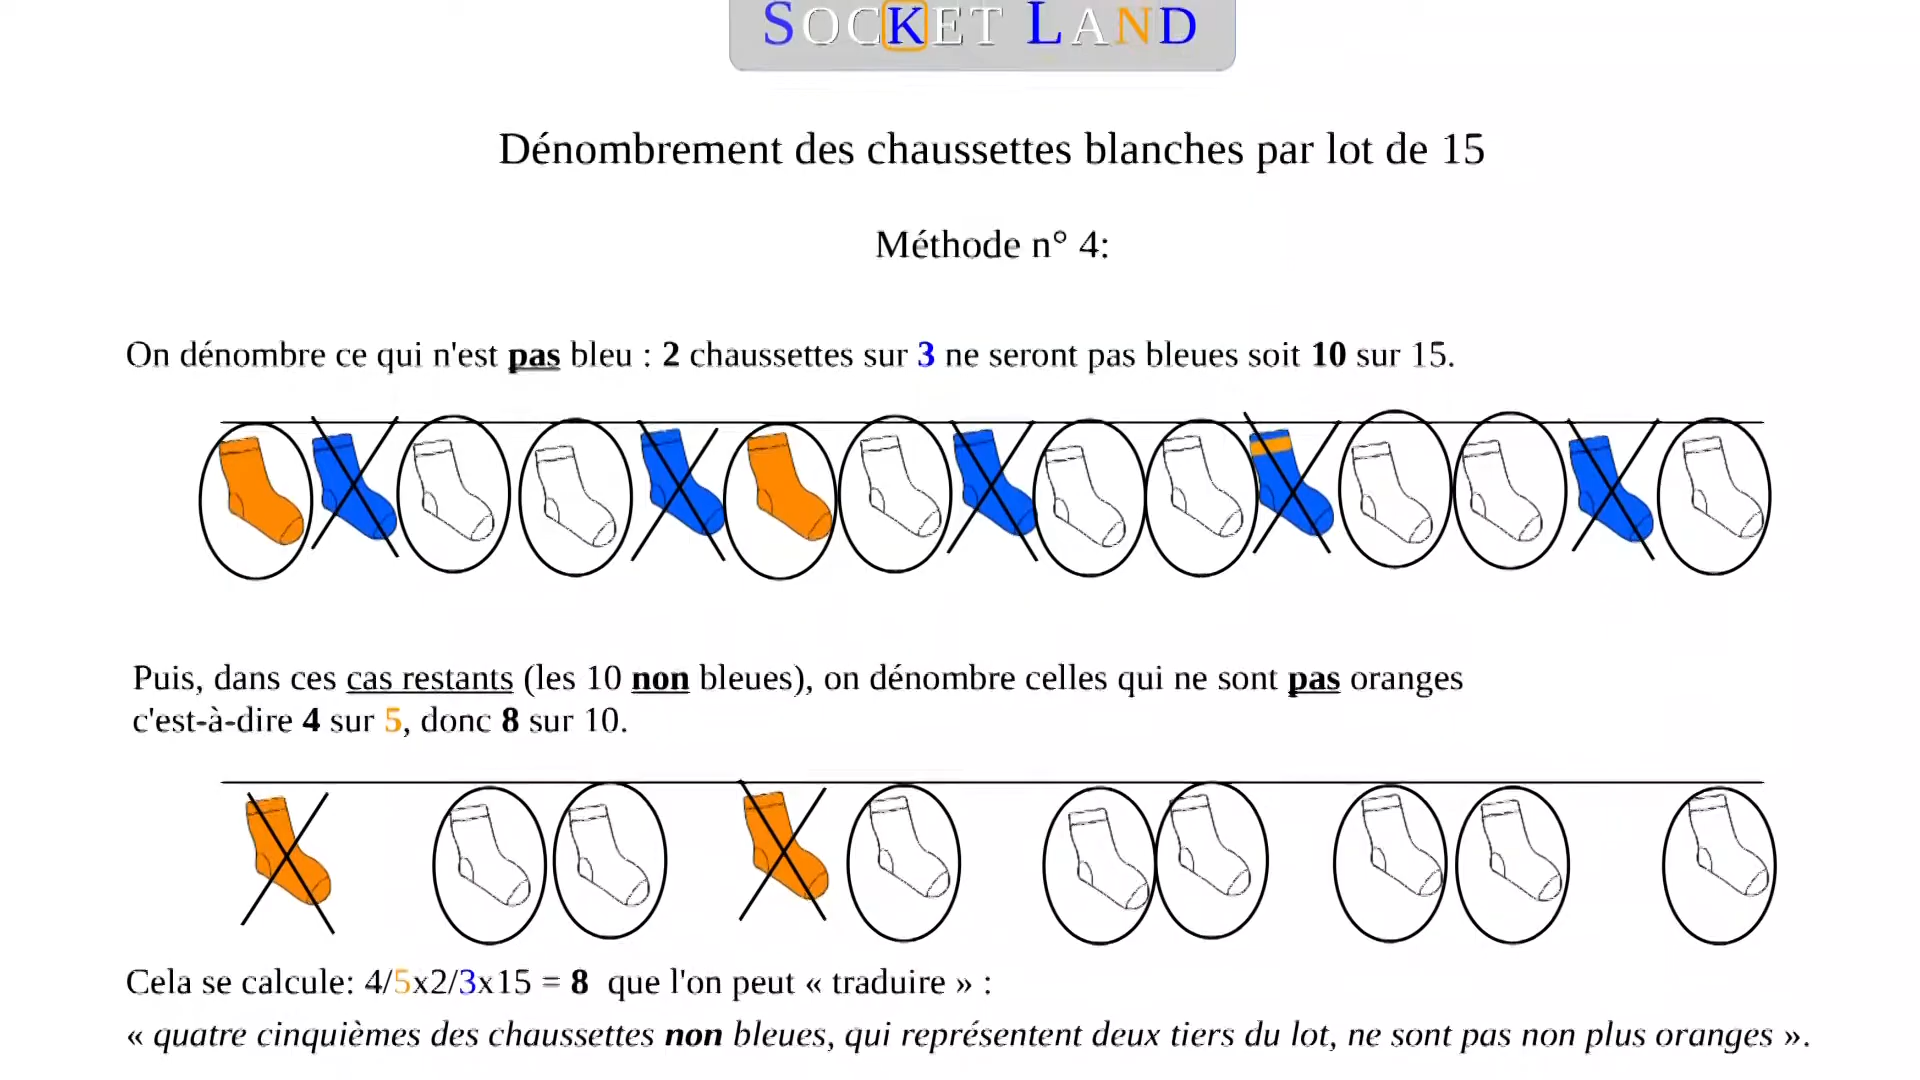 SOCKET LAND
Dénombrement des chaussettes blanches par lot de 15
Méthode n° 4:
On dénombre ce qui n'est pas bleu : 2 chaussettes sur 3 ne seront pas bleues soit 10 sur 15.
Puis, dans ces cas restants (les 10 non bleues), on dénombre celles qui ne sont pas oranges
c'est-à-dire 4 sur 5, donc 8 sur 10.
Cela se calcule: 4/5x2/3x15 = 8 que l'on peut « traduire » :
« quatre cinquièmes des chaussettes non bleues, qui représentent deux tiers du lot, ne sont pas non plus oranges ».